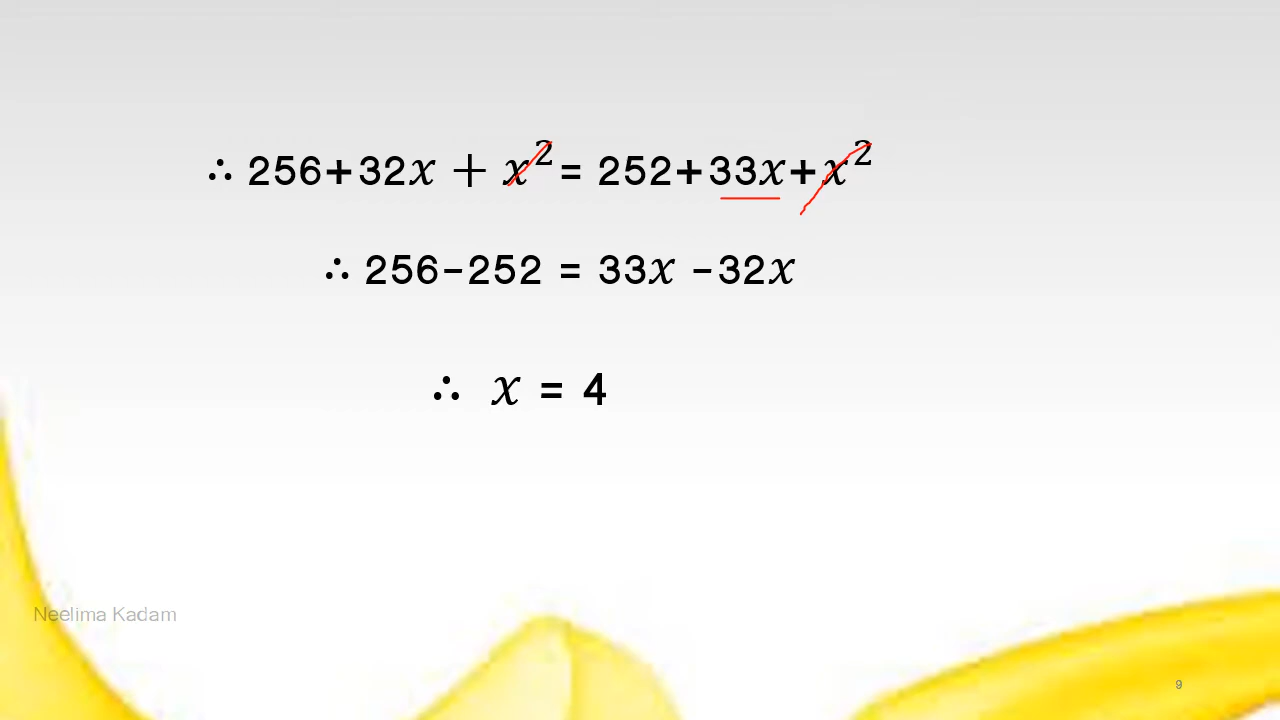 ∴ 256+32𝑥 + 𝑥² = 252+33𝑥+𝑥²
∴ 256−252 = 33𝑥 −32𝑥
∴ 𝑥 = 4
Neelima Kadam
9